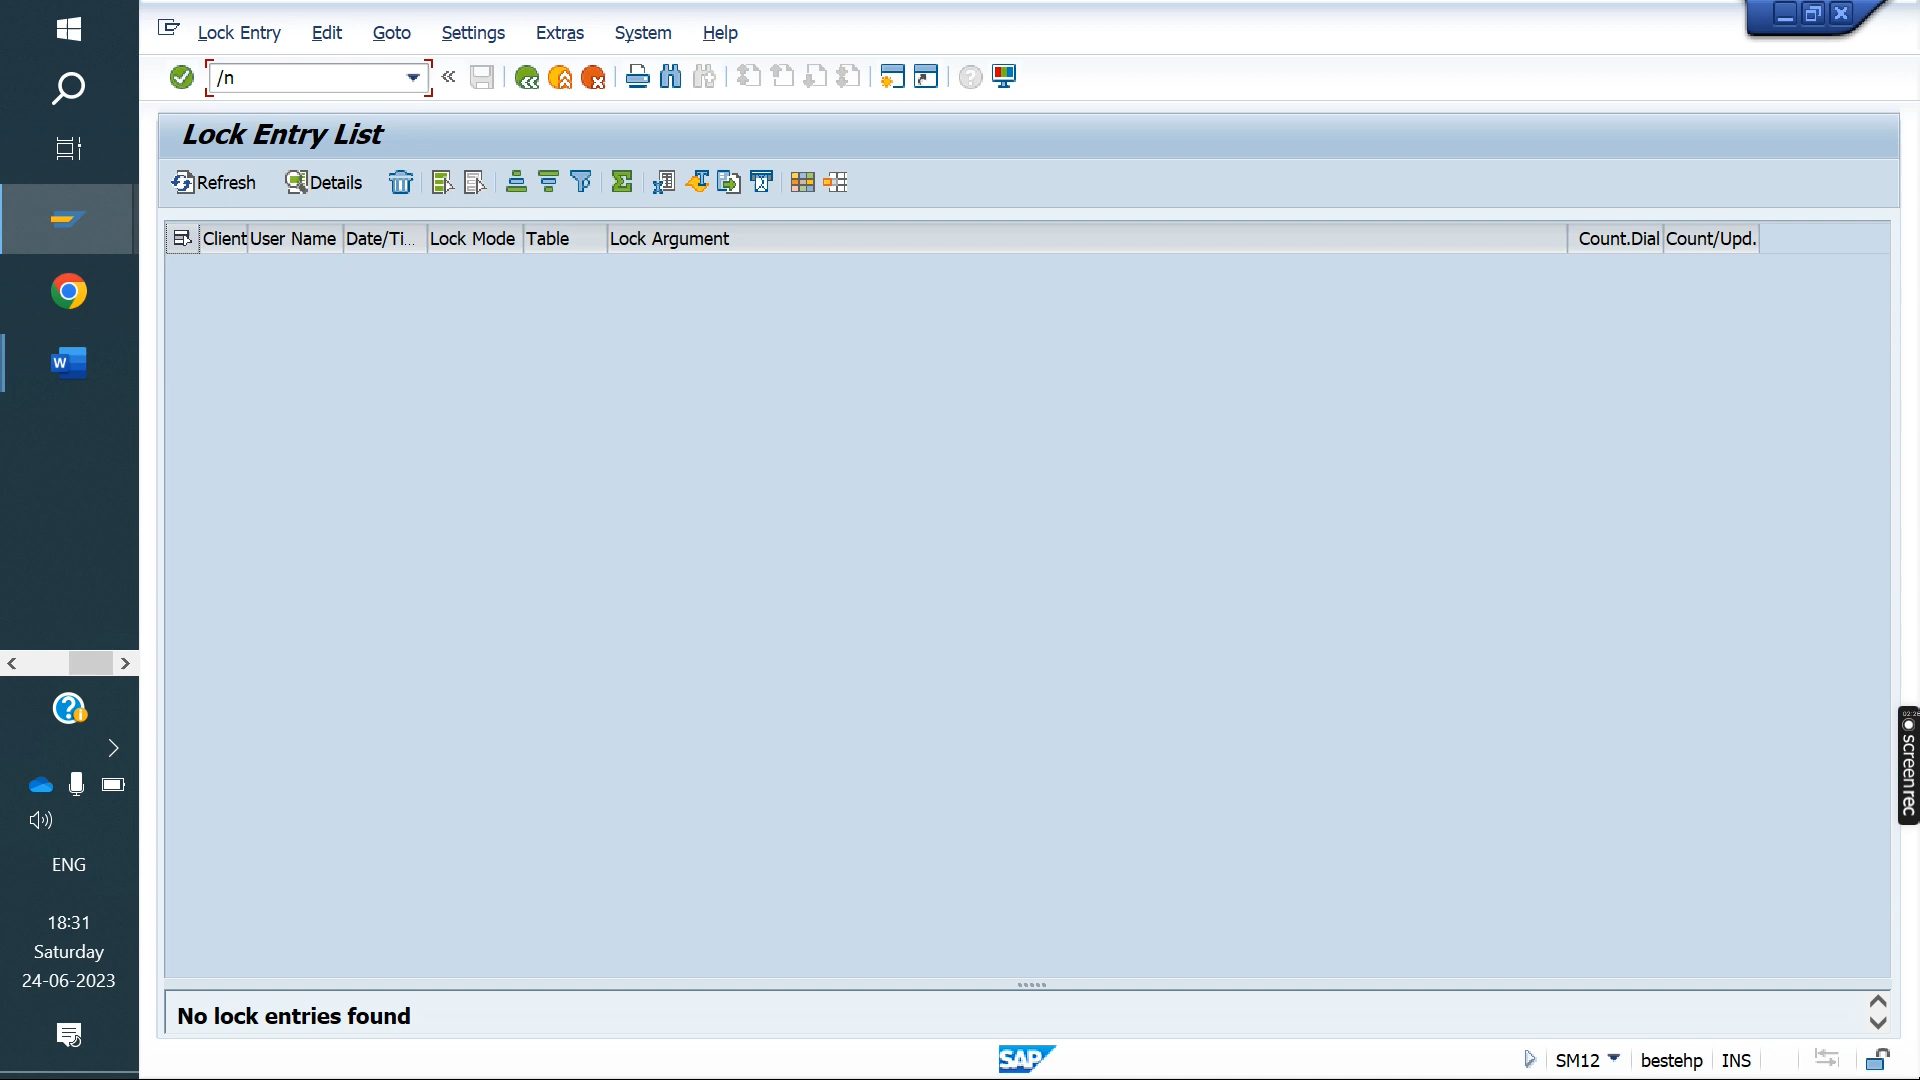 Lock Entry Edit Goto Settings Extras System Help
/n
Lock Entry List
Refresh Details
Client User Name Date/Ti... Lock Mode Table Lock Argument Count.Dial Count/Upd.
W
02:26
screenrec
ENG
18:31
Saturday
24-06-2023
No lock entries found
SAP SM12 bestehp INS